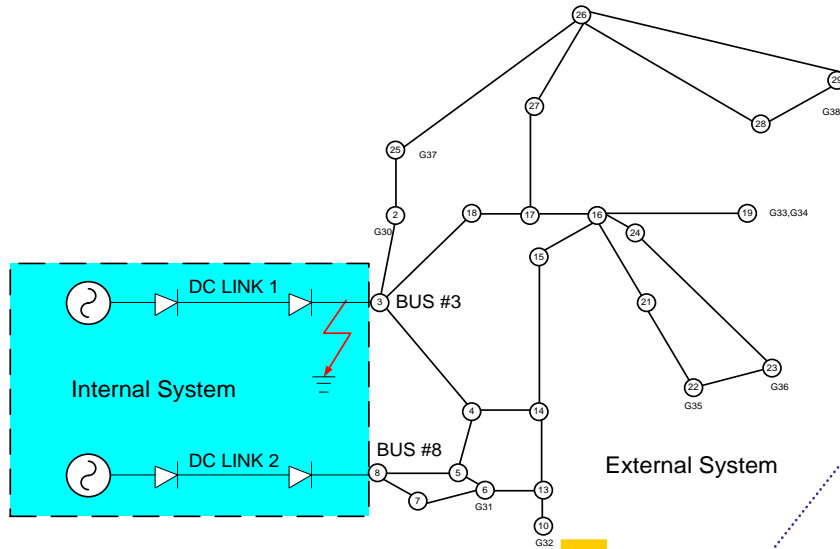 26
29
G38
28
27
25
G37
2
G30
18
17
16
19
G33,G34
24
15
DC LINK 1
3
BUS #3
21
Internal System
23
G36
22
G35
4
14
BUS #8
DC LINK 2
8
5
External System
6
G31
7
13
10
G32